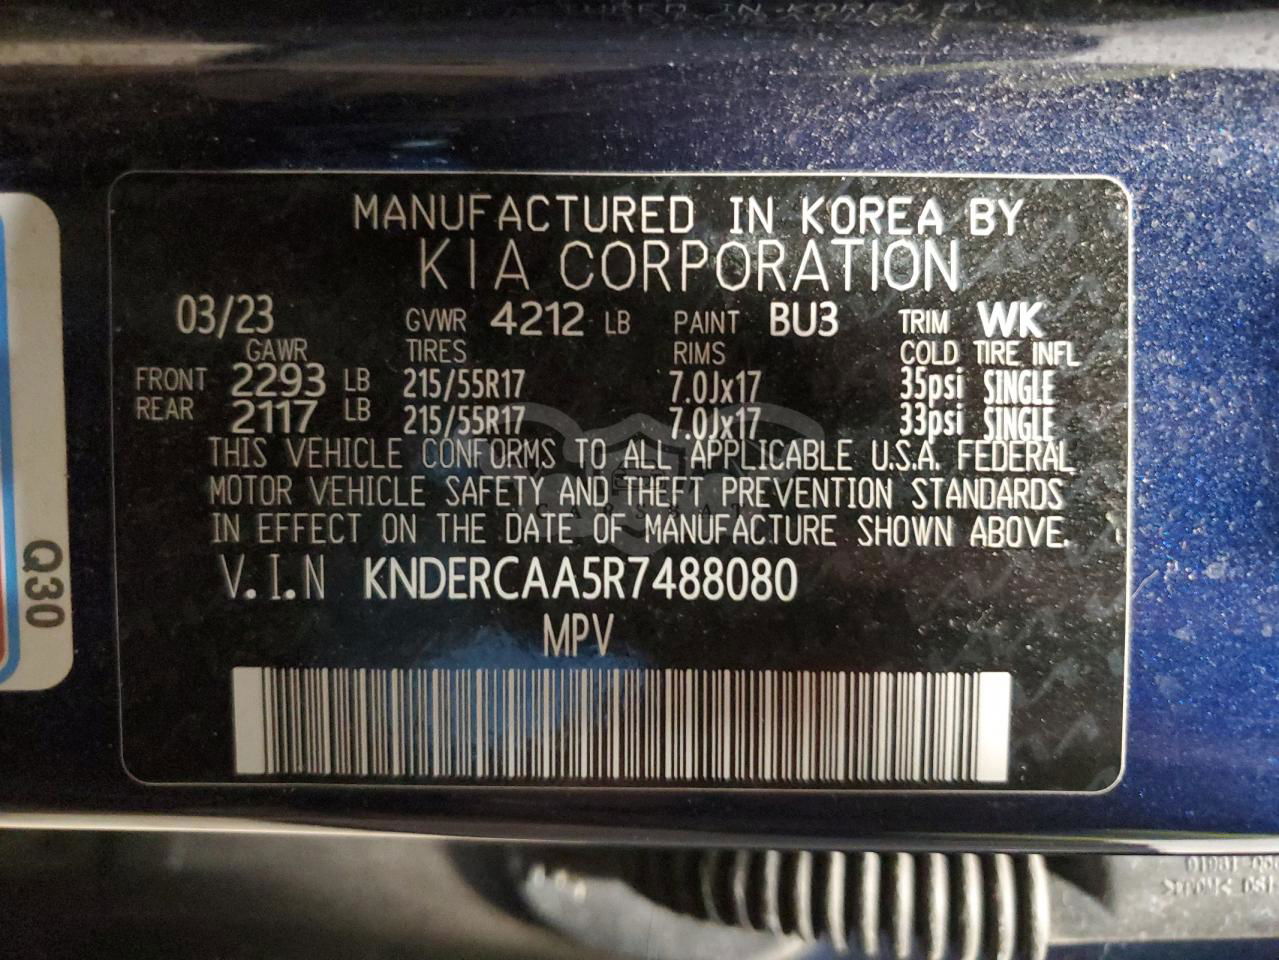 MANUFACTURED IN KOREA BY
KIA CORPORATION
03/23 GVWR 4212 LB PAINT BU3 TRIM WK
GAWR TIRES RIMS COLD TIRE INFL
FRONT 2293 LB 215/55R17 7.0Jx17 35psi SINGLE
REAR 2117 LB 215/55R17 7.0Jx17 33psi SINGLE
THIS VEHICLE CONFORMS TO ALL APPLICABLE U.S.A. FEDERAL
MOTOR VEHICLE SAFETY AND THEFT PREVENTION STANDARDS
IN EFFECT ON THE DATE OF MANUFACTURE SHOWN ABOVE.
V.I.N KNDERCAA5R7488080
MPV
Q30